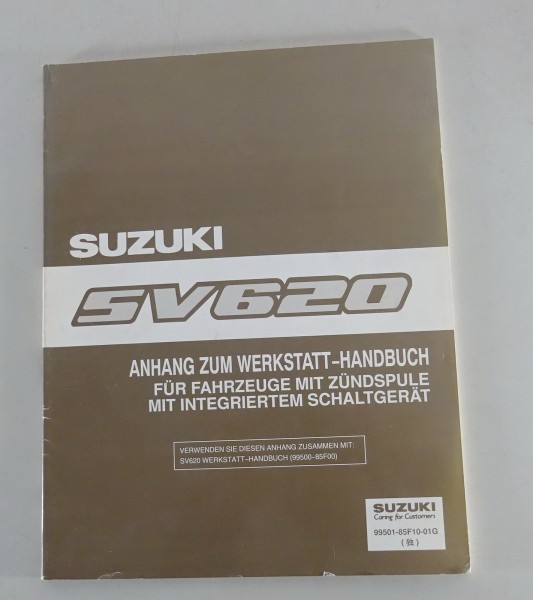 SUZUKI
SV620
ANHANG ZUM WERKSTATT-HANDBUCH
FÜR FAHRZEUGE MIT ZÜNDSPULE
MIT INTEGRIERTEM SCHALTGERÄT
VERWENDEN SIE DIESEN ANHANG ZUSAMMEN MIT:
SV620 WERKSTATT-HANDBUCH (99500-85F00)
SUZUKI
Caring for Customers
99501-85F10-01G
(独)